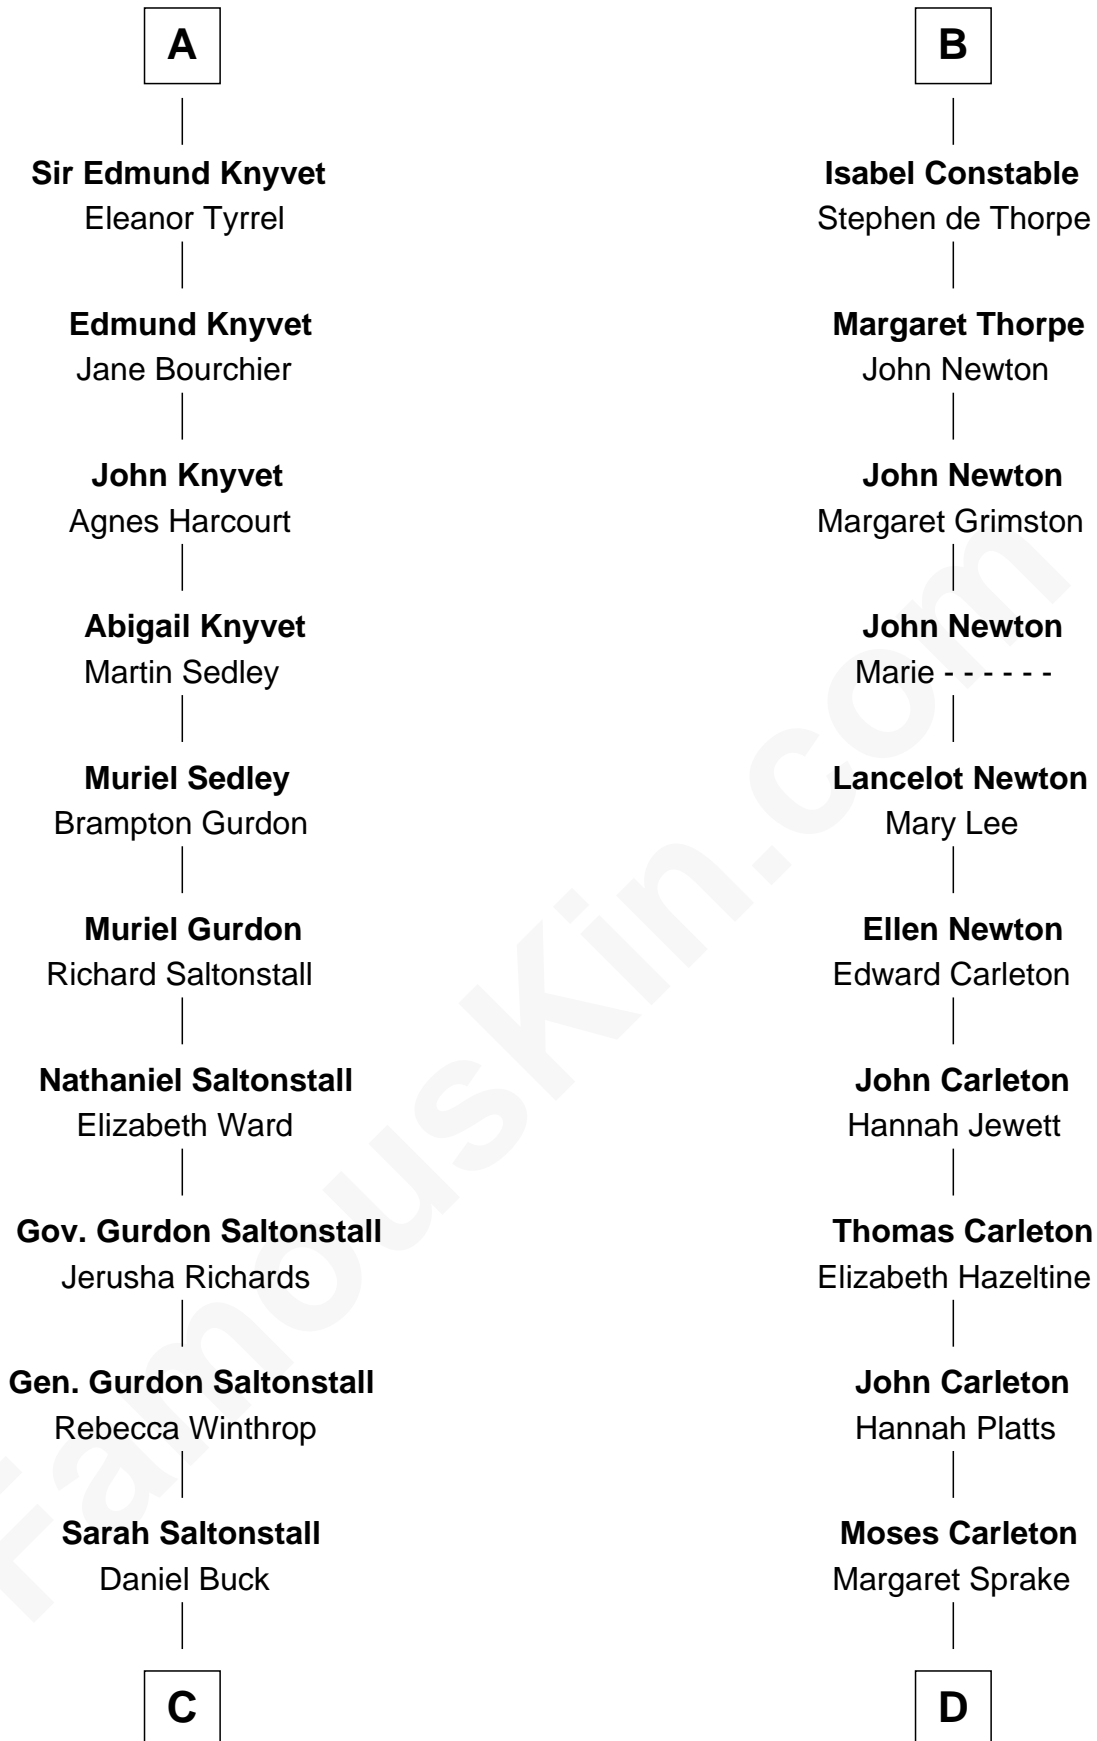 A
Sir Edmund Knyvet
Eleanor Tyrrel
Edmund Knyvet
Jane Bourchier
John Knyvet
Agnes Harcourt
Abigail Knyvet
Martin Sedley
Muriel Sedley
Brampton Gurdon
Muriel Gurdon
Richard Saltonstall
Nathaniel Saltonstall
Elizabeth Ward
Gov. Gurdon Saltonstall
Jerusha Richards
Gen. Gurdon Saltonstall
Rebecca Winthrop
Sarah Saltonstall
Daniel Buck
C
B
Isabel Constable
Stephen de Thorpe
Margaret Thorpe
John Newton
John Newton
Margaret Grimston
John Newton
Marie - - - - - -
Lancelot Newton
Mary Lee
Ellen Newton
Edward Carleton
John Carleton
Hannah Jewett
Thomas Carleton
Elizabeth Hazeltine
John Carleton
Hannah Platts
Moses Carleton
Margaret Sprake
D
FamousKin.com